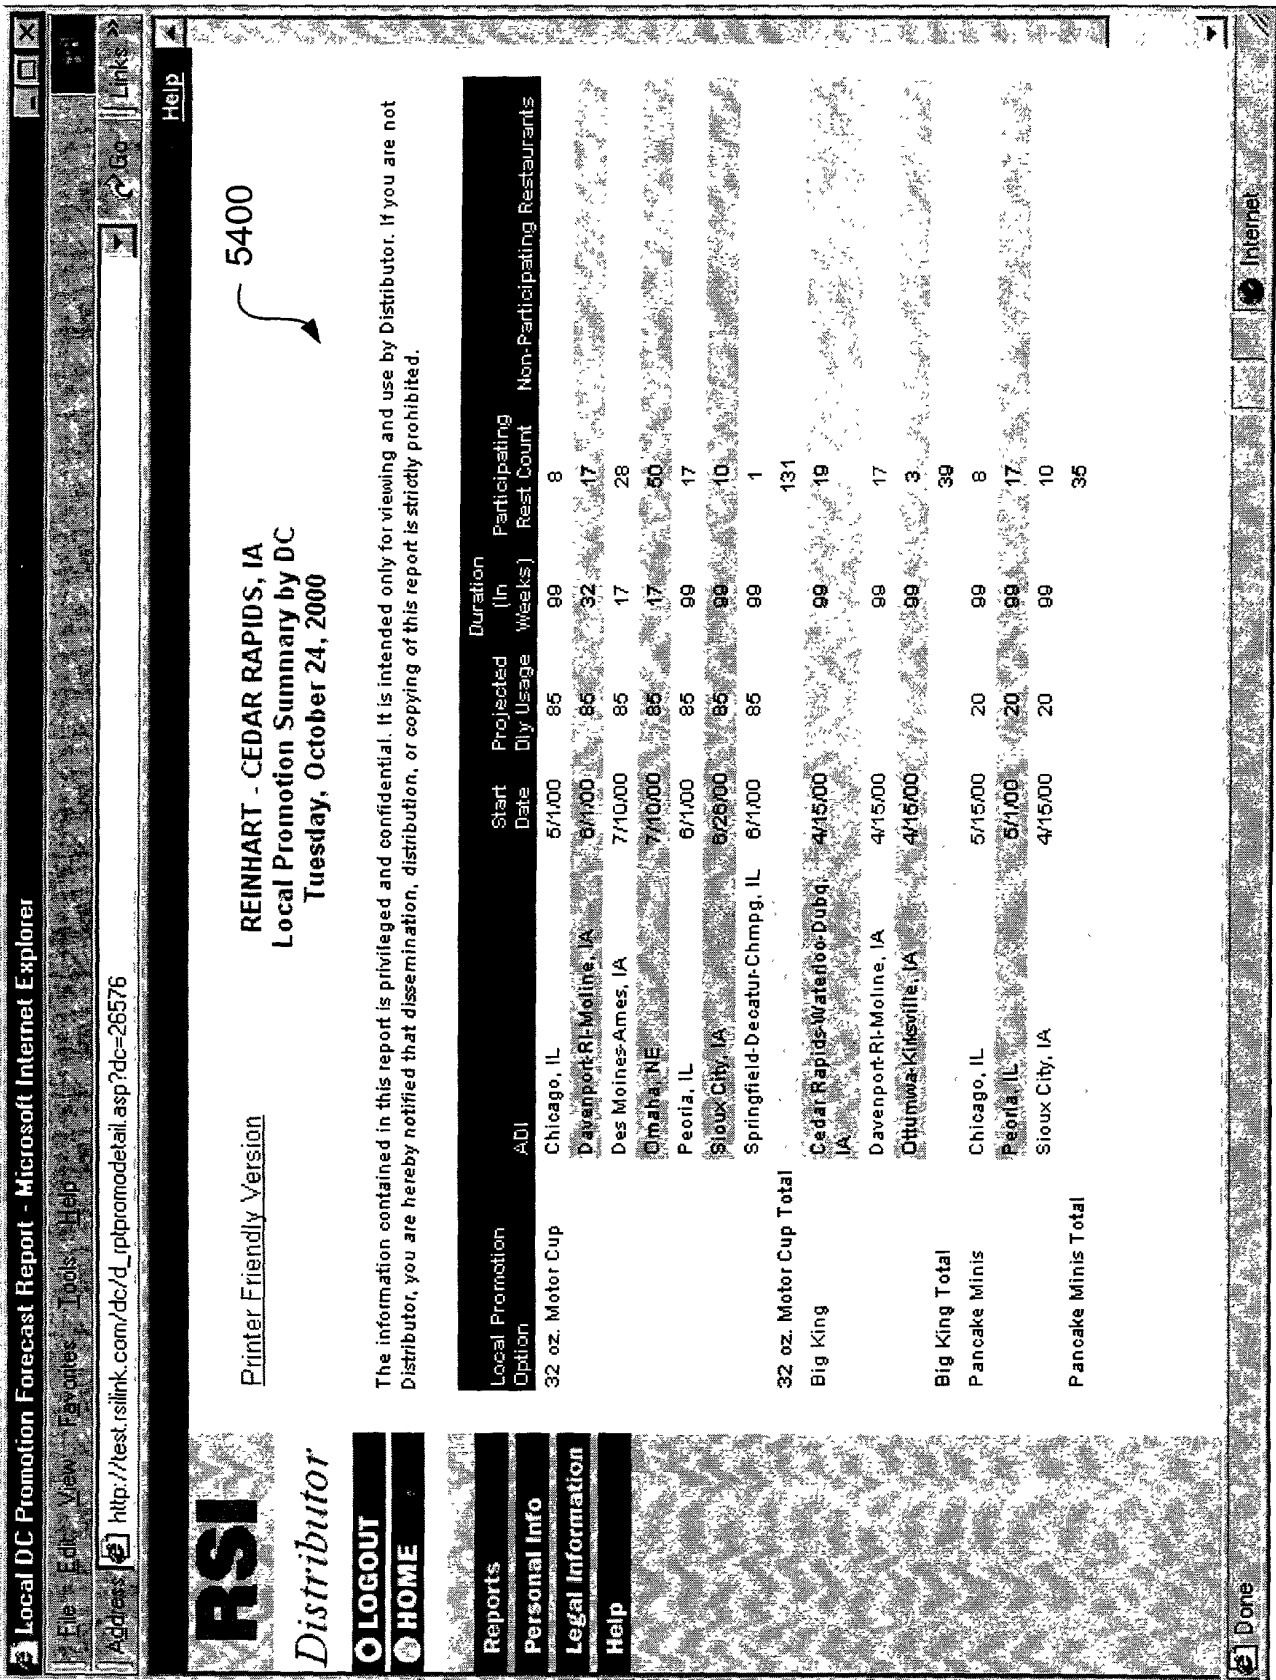 Local DC Promotion Forecast Report - Microsoft Internet Explorer
File Edit View Favorites Tools Help
Address http://test.rsilink.com/dc/d_rptpromodetail.asp?dc=26576 Go Links »
Help
RSI
Distributor
LOGOUT
HOME
Reports
Personal Info
Legal Information
Help
Printer Friendly Version
REINHART - CEDAR RAPIDS, IA
Local Promotion Summary by DC
Tuesday, October 24, 2000
5400
The information contained in this report is privileged and confidential. It is intended only for viewing and use by Distributor. If you are not
Distributor, you are hereby notified that dissemination, distribution, or copying of this report is strictly prohibited.
Duration
Local Promotion Start Projected (In Participating
Option ADI Date Dly Usage Weeks) Rest Count Non-Participating Restaurants
32 oz. Motor Cup Chicago, IL 5/1/00 85 99 8
Davenport-RI-Moline, IA 6/1/00 85 32 17
Des Moines-Ames, IA 7/10/00 85 17 28
Omaha, NE 7/10/00 85 17 50
Peoria, IL 6/1/00 85 99 17
Sioux City, IA 6/26/00 85 99 10
Springfield-Decatur-Chmpg, IL 6/1/00 85 99 1
32 oz. Motor Cup Total 131
Big King Cedar Rapids-Waterloo-Dubq, 4/15/00 99 19
IA
Davenport-RI-Moline, IA 4/15/00 99 17
Ottumwa-Kirksville, IA 4/15/00 99 3
Big King Total 39
Pancake Minis Chicago, IL 5/15/00 20 99 8
Peoria, IL 5/1/00 20 99 17
Sioux City, IA 4/15/00 20 99 10
Pancake Minis Total 35
Done Internet